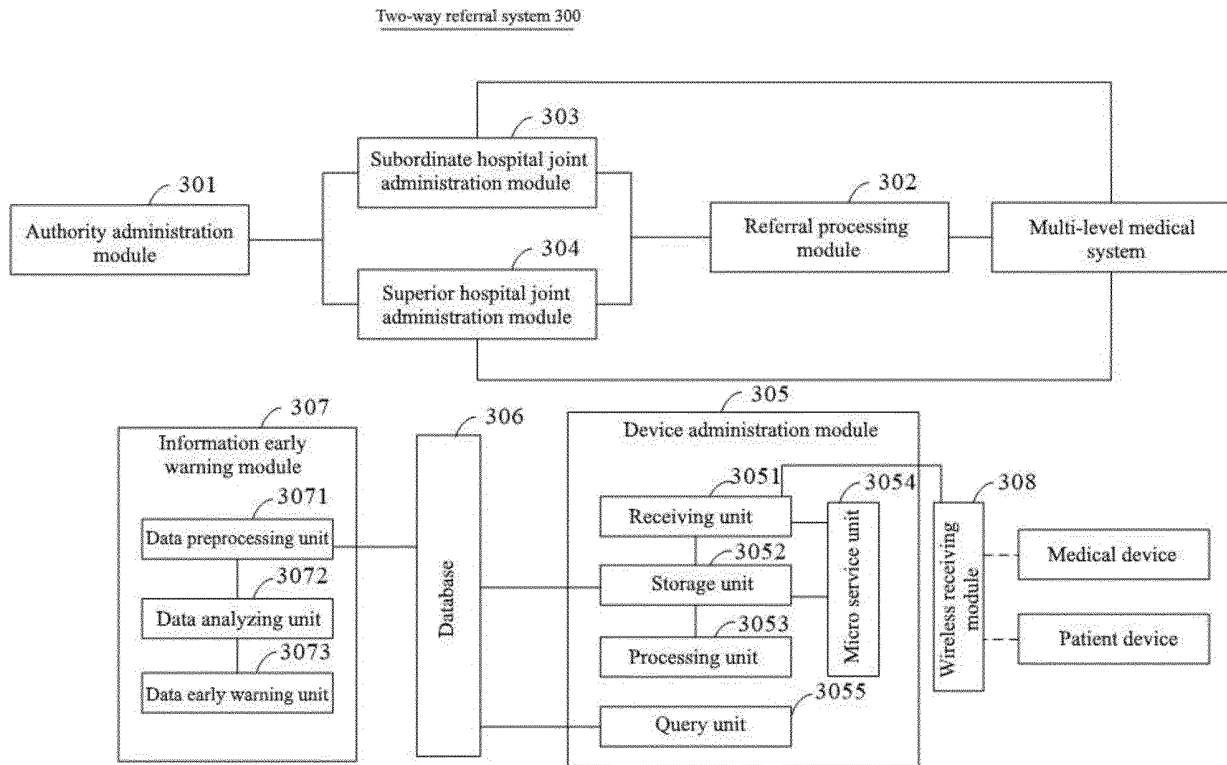 Two-way referral system 300
303
Subordinate hospital joint
administration module
301
Authority administration
module
302
Referral processing
module
Multi-level medical
system
304
Superior hospital joint
administration module
307
Information early
warning module
3071
Data preprocessing unit
3072
Data analyzing unit
3073
Data early warning unit
306
Database
305
Device administration module
3051
Receiving unit
3052
Storage unit
3053
Processing unit
3054
Micro service unit
3055
Query unit
308
Wireless receiving
module
Medical device
Patient device